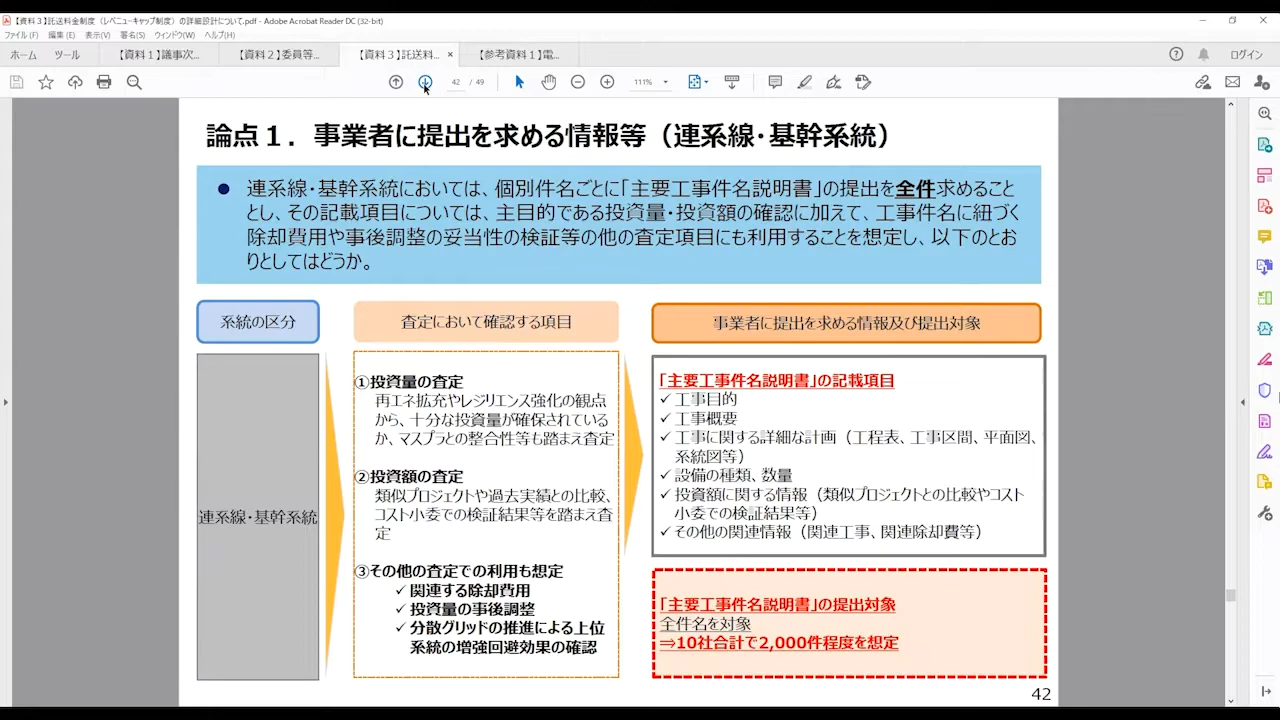 【資料３】託送料金制度（レベニューキャップ制度）の詳細設計について.pdf - Adobe Acrobat Reader DC (32-bit)
ファイル(F) 編集(E) 表示(V) 署名(S) ウィンドウ(W) ヘルプ(H)
ホーム ツール 【資料１】議事次... 【資料２】委員等... 【資料３】託送料... × 【参考資料１】電... ログイン
42 / 49 111%
論点１．事業者に提出を求める情報等（連系線・基幹系統）
● 連系線・基幹系統においては、個別件名ごとに「主要工事件名説明書」の提出を全件求めること
とし、その記載項目については、主目的である投資量・投資額の確認に加えて、工事件名に紐づく
除却費用や事後調整の妥当性の検証等の他の査定項目にも利用することを想定し、以下のとお
りとしてはどうか。
系統の区分
査定において確認する項目
事業者に提出を求める情報及び提出対象
連系線・基幹系統
①投資量の査定
再エネ拡充やレジリエンス強化の観点
から、十分な投資量が確保されている
か、マスプラとの整合性等も踏まえ査定
②投資額の査定
類似プロジェクトや過去実績との比較、
コスト小委での検証結果等を踏まえ査
定
③その他の査定での利用も想定
✓ 関連する除却費用
✓ 投資量の事後調整
✓ 分散グリッドの推進による上位
系統の増強回避効果の確認
「主要工事件名説明書」の記載項目
✓ 工事目的
✓ 工事概要
✓ 工事に関する詳細な計画（工程表、工事区間、平面図、
系統図等）
✓ 設備の種類、数量
✓ 投資額に関する情報（類似プロジェクトとの比較やコスト
小委での検証結果等）
✓ その他の関連情報（関連工事、関連除却費等）
「主要工事件名説明書」の提出対象
全件名を対象
⇒10社合計で2,000件程度を想定
42